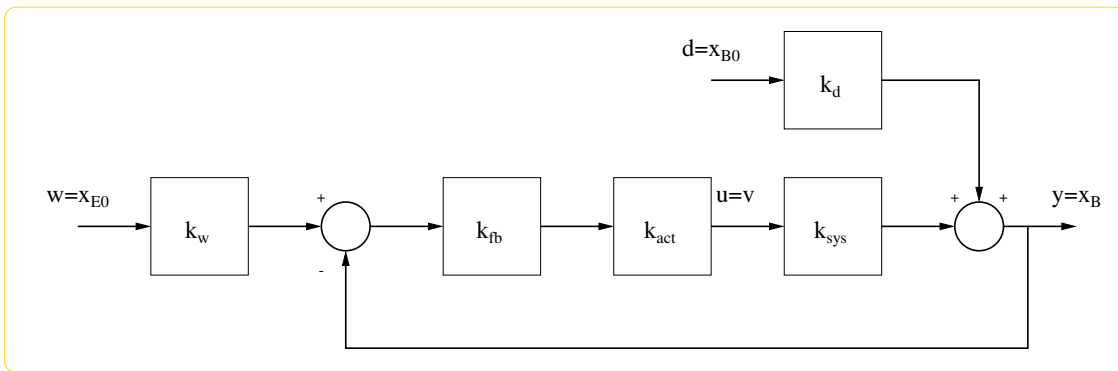 d=x_B0
k_d
w=x_E0
k_w
+
-
k_fb
k_act
u=v
k_sys
+
+
y=x_B